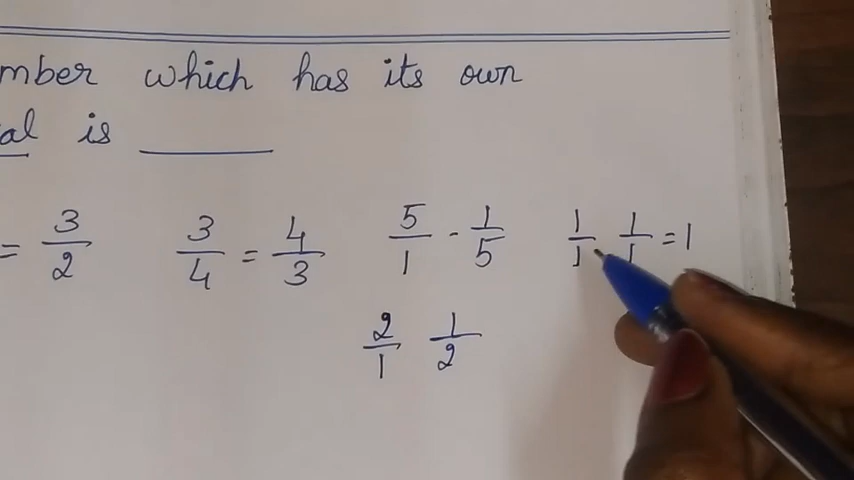 mber which has its own
al is ______
= 3/2 3/4 = 4/3 5/1 - 1/5 1/1 1/1 = 1
2/1 1/2